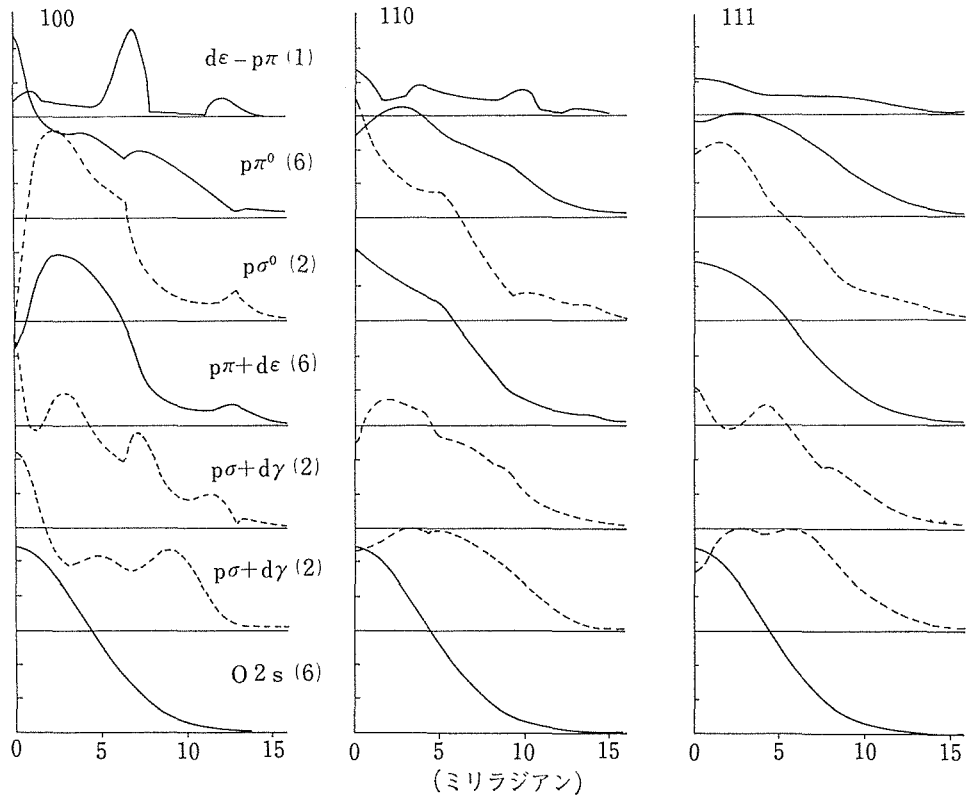 100
110
111
dε－pπ (1)
pπ⁰ (6)
pσ⁰ (2)
pπ＋dε (6)
pσ＋dγ (2)
pσ＋dγ (2)
O 2 s (6)
0 5 10 15
0 5 10 15
0 5 10 15
(ミリラジアン)